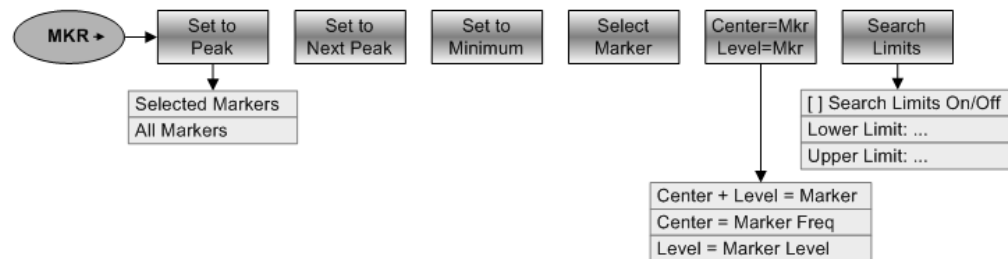 MKR →
Set to
Peak
Set to
Next Peak
Set to
Minimum
Select
Marker
Center=Mkr
Level=Mkr
Search
Limits
Selected Markers
All Markers
[ ] Search Limits On/Off
Lower Limit: ...
Upper Limit: ...
Center + Level = Marker
Center = Marker Freq
Level = Marker Level